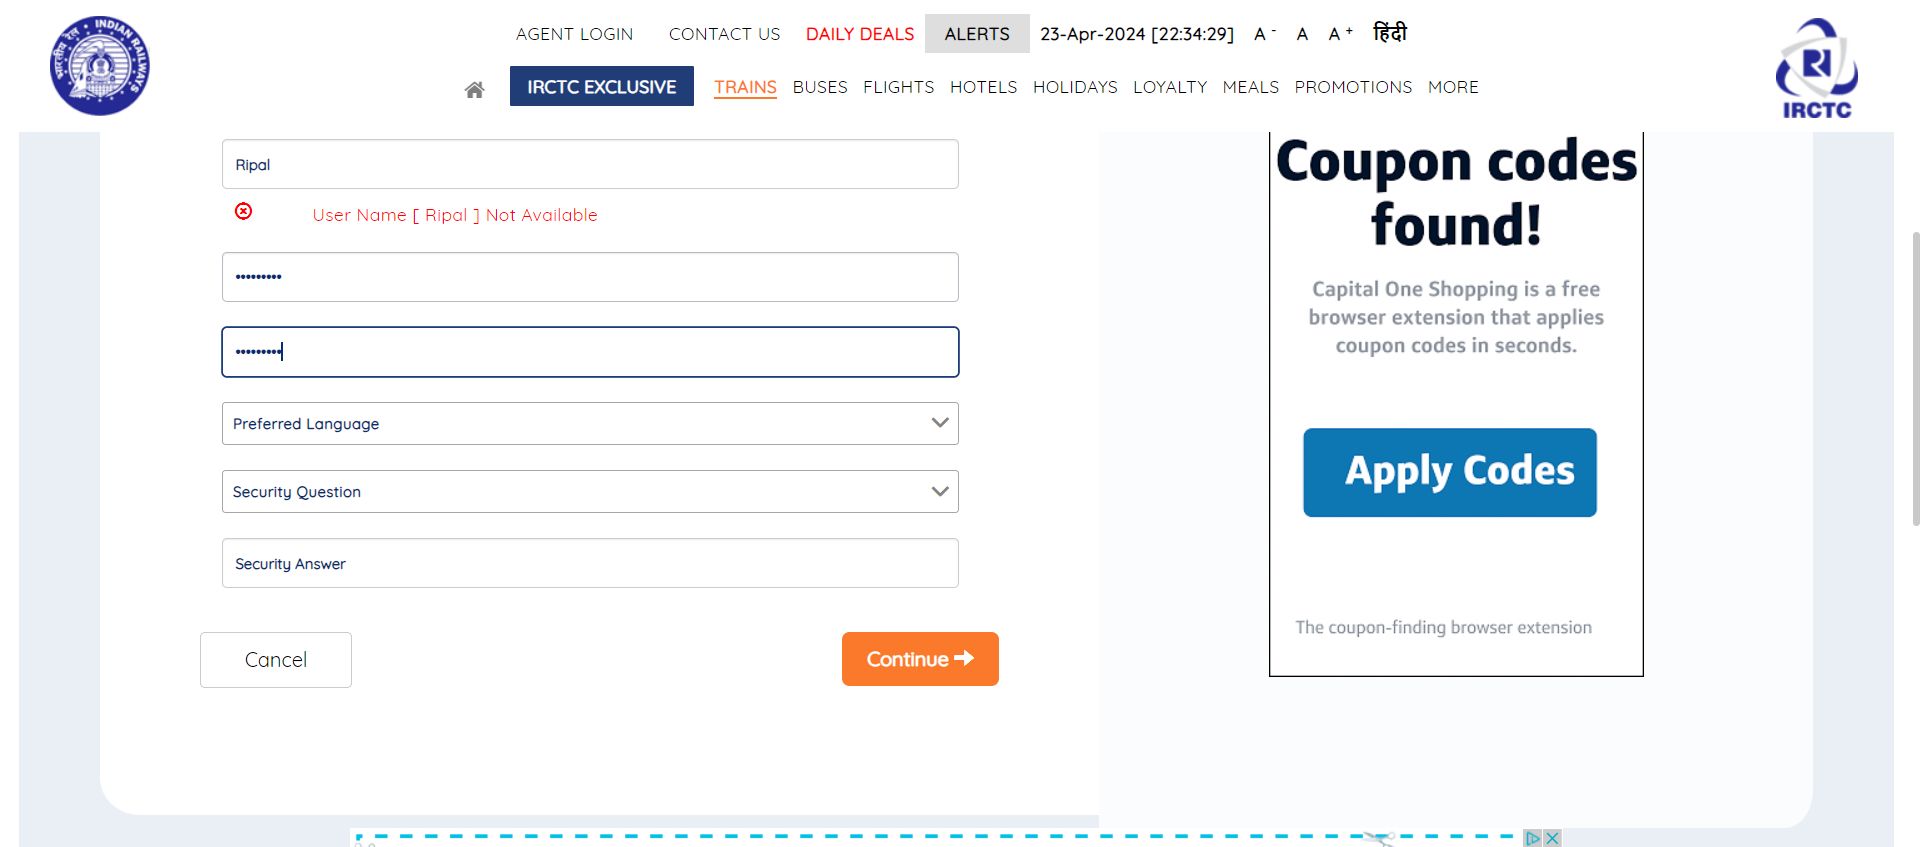 INDIAN RAILWAYS
भारतीय रेल
AGENT LOGIN CONTACT US DAILY DEALS ALERTS 23-Apr-2024 [22:34:29] A - A A + हिंदी
IRCTC EXCLUSIVE TRAINS BUSES FLIGHTS HOTELS HOLIDAYS LOYALTY MEALS PROMOTIONS MORE
IRCTC
Ripal
User Name [ Ripal ] Not Available
•••••••••
•••••••••
Preferred Language
Security Question
Security Answer
Cancel
Continue
Coupon codes
found!
Capital One Shopping is a free
browser extension that applies
coupon codes in seconds.
Apply Codes
The coupon-finding browser extension